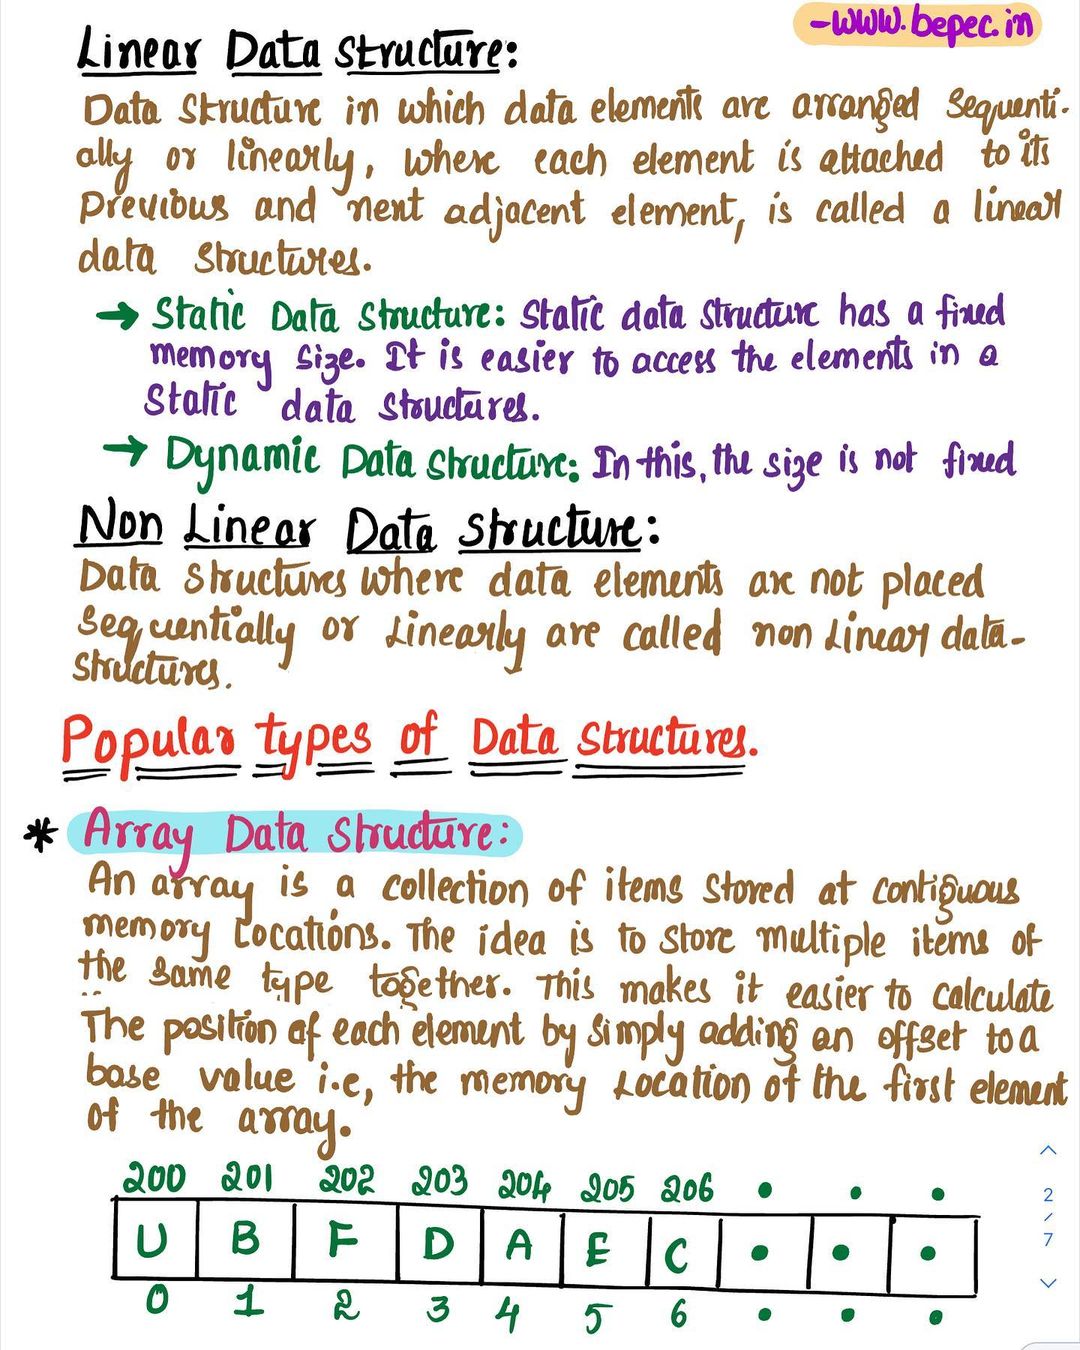 -www.bepec.in
Linear Data Structure:
Data Structure in which data elements are arranged Sequenti-
ally or linearly, where each element is attached to its
Previous and next adjacent element, is called a linear
data structures.
→ Static Data Structure: Static data structure has a fixed
memory size. It is easier to access the elements in a
Static data structures.
→ Dynamic Data Structure: In this, the size is not fixed
Non Linear Data Structure:
Data Structures where data elements are not placed
Sequentially or Linearly are called non Linear data-
Structures.
Popular types of Data Structures.
* Array Data Structure:
An array is a collection of items stored at contiguous
memory Locations. The idea is to store multiple items of
the same type together. This makes it easier to calculate
The position of each element by simply adding an offset to a
base value i.e, the memory Location of the first element
of the array.
200 201 202 203 204 205 206 • • •
U B F D A E C • • •
0 1 2 3 4 5 6 • • •
2
/
7